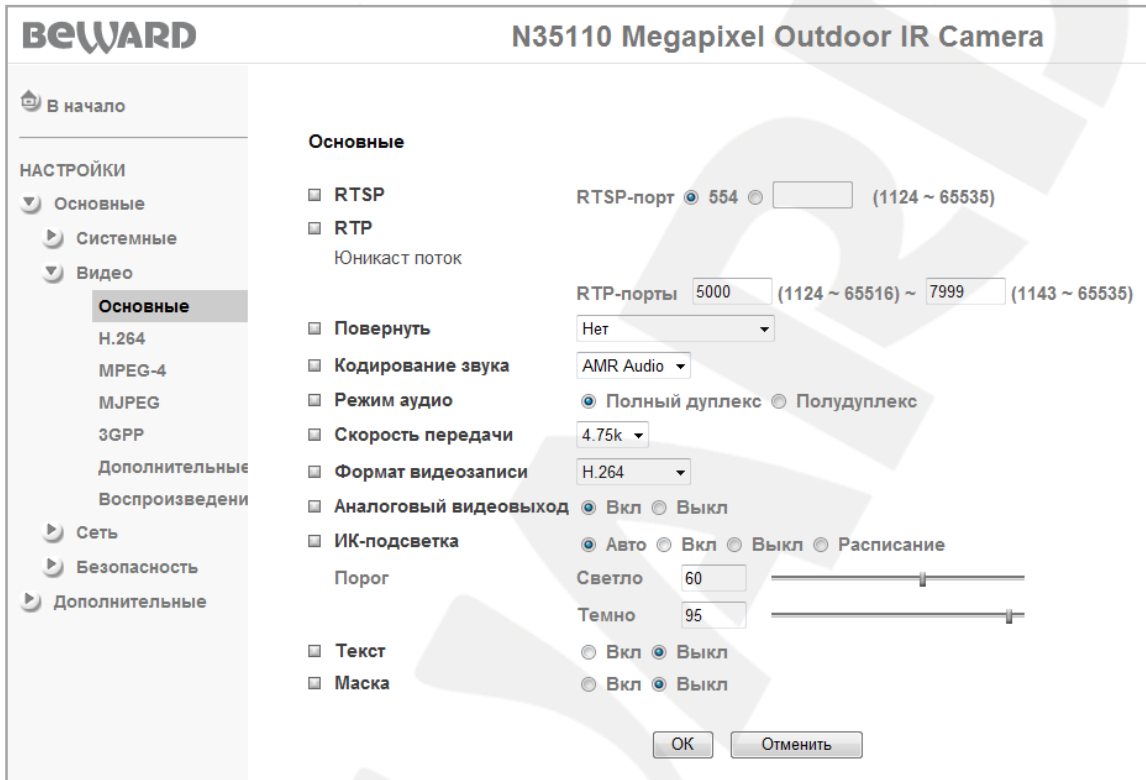 BEWARD
N35110 Megapixel Outdoor IR Camera
В начало
НАСТРОЙКИ
Основные
Системные
Видео
Основные
H.264
MPEG-4
MJPEG
3GPP
Дополнительные
Воспроизведени
Сеть
Безопасность
Дополнительные
Основные
RTSP RTSP-порт 554 (1124 ~ 65535)
RTP
Юникаст поток
RTP-порты 5000 (1124 ~ 65516) ~ 7999 (1143 ~ 65535)
Повернуть Нет
Кодирование звука AMR Audio
Режим аудио Полный дуплекс Полудуплекс
Скорость передачи 4.75k
Формат видеозаписи H.264
Аналоговый видеовыход Вкл Выкл
ИК-подсветка Авто Вкл Выкл Расписание
Порог Светло 60
Темно 95
Текст Вкл Выкл
Маска Вкл Выкл
OK Отменить